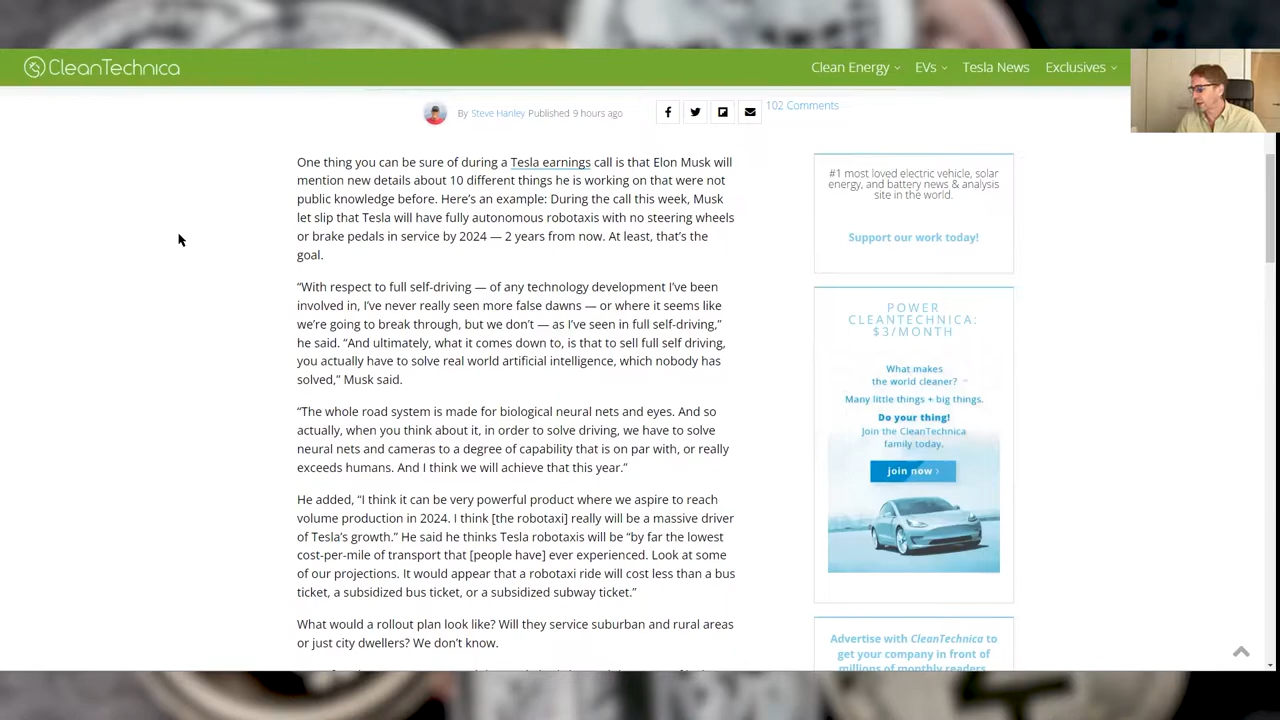 CleanTechnica
Clean Energy
EVs
Tesla News
Exclusives
By Steve Hanley Published 9 hours ago
102 Comments
One thing you can be sure of during a Tesla earnings call is that Elon Musk will
mention new details about 10 different things he is working on that were not
public knowledge before. Here’s an example: During the call this week, Musk
let slip that Tesla will have fully autonomous robotaxis with no steering wheels
or brake pedals in service by 2024 — 2 years from now. At least, that’s the
goal.
“With respect to full self-driving — of any technology development I’ve been
involved in, I’ve never really seen more false dawns — or where it seems like
we’re going to break through, but we don’t — as I’ve seen in full self-driving,”
he said. “And ultimately, what it comes down to, is that to sell full self driving,
you actually have to solve real world artificial intelligence, which nobody has
solved,” Musk said.
“The whole road system is made for biological neural nets and eyes. And so
actually, when you think about it, in order to solve driving, we have to solve
neural nets and cameras to a degree of capability that is on par with, or really
exceeds humans. And I think we will achieve that this year.”
He added, “I think it can be very powerful product where we aspire to reach
volume production in 2024. I think [the robotaxi] really will be a massive driver
of Tesla’s growth.” He said he thinks Tesla robotaxis will be “by far the lowest
cost-per-mile of transport that [people have] ever experienced. Look at some
of our projections. It would appear that a robotaxi ride will cost less than a bus
ticket, a subsidized bus ticket, or a subsidized subway ticket.”
What would a rollout plan look like? Will they service suburban and rural areas
or just city dwellers? We don’t know.
#1 most loved electric vehicle, solar
energy, and battery news & analysis
site in the world.
Support our work today!
POWER
CLEANTECHNICA:
$3/MONTH
What makes
the world cleaner?
Many little things + big things.
Do your thing!
Join the CleanTechnica
family today.
join now ›
Advertise with CleanTechnica to
get your company in front of
millions of monthly readers